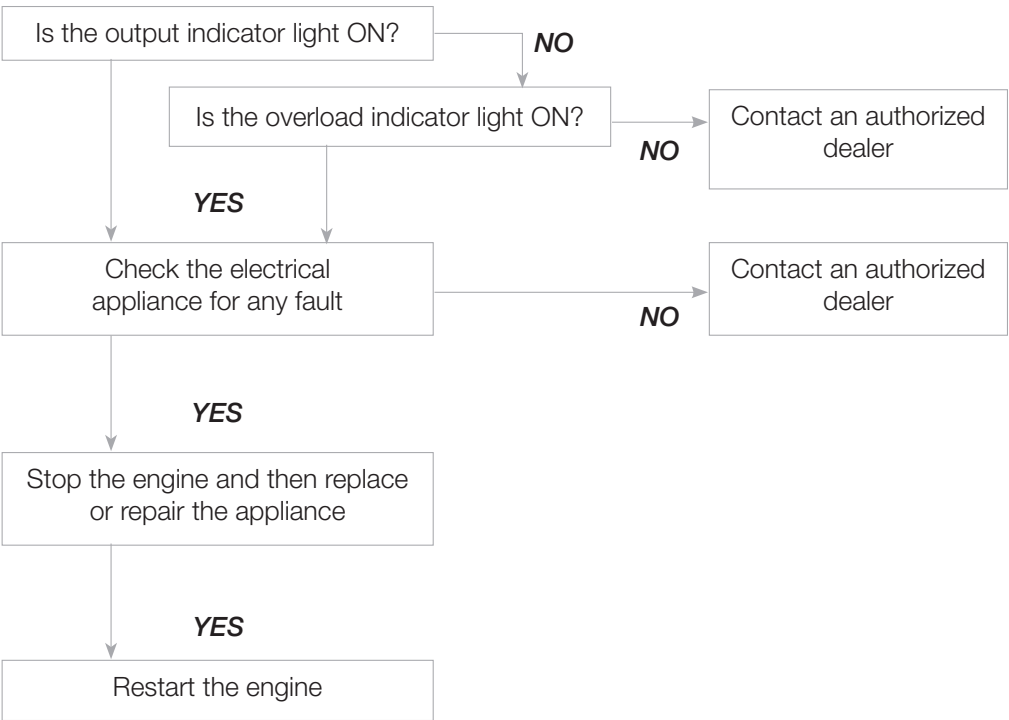 Is the output indicator light ON?
NO
Is the overload indicator light ON?
NO
Contact an authorized
dealer
YES
Check the electrical
appliance for any fault
NO
Contact an authorized
dealer
YES
Stop the engine and then replace
or repair the appliance
YES
Restart the engine